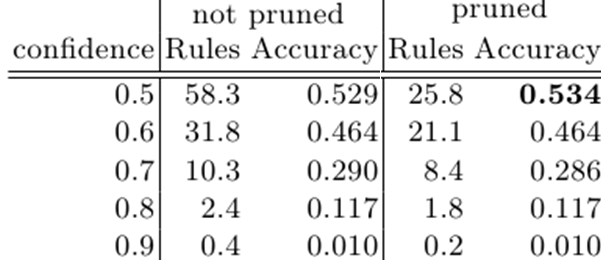 not pruned pruned
confidence Rules Accuracy Rules Accuracy
0.5 58.3 0.529 25.8 0.534
0.6 31.8 0.464 21.1 0.464
0.7 10.3 0.290 8.4 0.286
0.8 2.4 0.117 1.8 0.117
0.9 0.4 0.010 0.2 0.010